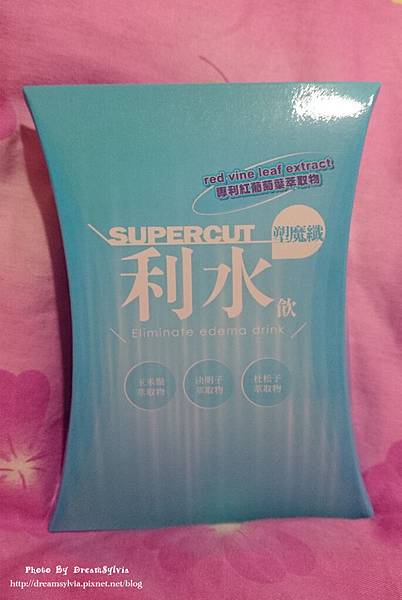 red vine leaf extract
專利紅葡萄葉萃取物
SUPERCUT 塑魔纖
利水飲
Eliminate edema drink
玉米鬚
萃取物
決明子
萃取物
杜松子
萃取物
Photo By DreamSylvia
http://dreamsylvia.pixnet.net/blog